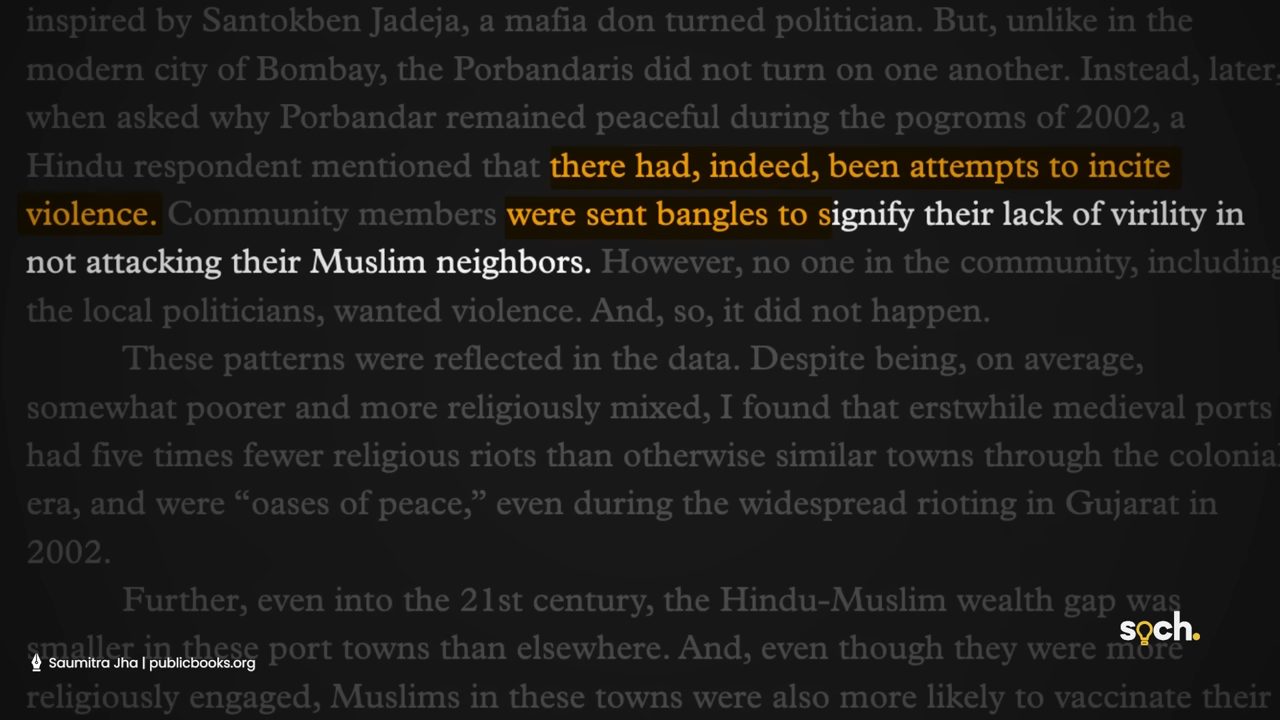 inspired by Santokben Jadeja, a mafia don turned politician. But, unlike in the
modern city of Bombay, the Porbandaris did not turn on one another. Instead, later,
when asked why Porbandar remained peaceful during the pogroms of 2002, a
Hindu respondent mentioned that there had, indeed, been attempts to incite
violence. Community members were sent bangles to signify their lack of virility in
not attacking their Muslim neighbors. However, no one in the community, including
the local politicians, wanted violence. And, so, it did not happen.
These patterns were reflected in the data. Despite being, on average,
somewhat poorer and more religiously mixed, I found that erstwhile medieval ports
had five times fewer religious riots than otherwise similar towns through the colonia
era, and were “oases of peace,” even during the widespread rioting in Gujarat in
2002.
Further, even into the 21st century, the Hindu-Muslim wealth gap was
smaller in these port towns than elsewhere. And, even though they were more
religiously engaged, Muslims in these towns were also more likely to vaccinate their
soch.
Saumitra Jha | publicbooks.org